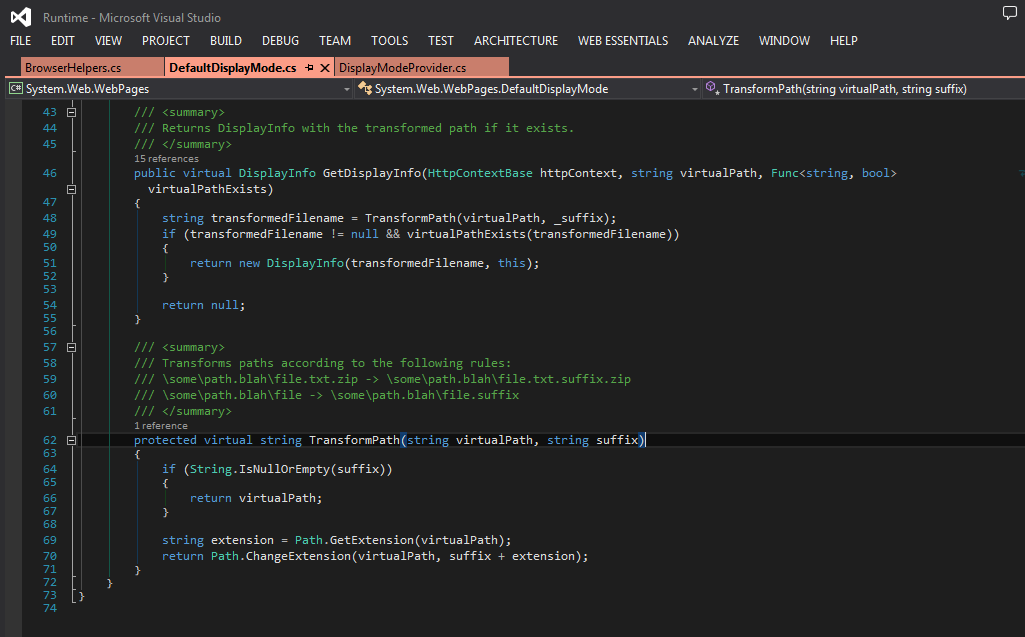 Runtime - Microsoft Visual Studio
FILE EDIT VIEW PROJECT BUILD DEBUG TEAM TOOLS TEST ARCHITECTURE WEB ESSENTIALS ANALYZE WINDOW HELP
BrowserHelpers.cs DefaultDisplayMode.cs DisplayModeProvider.cs
C# System.Web.WebPages System.Web.WebPages.DefaultDisplayMode TransformPath(string virtualPath, string suffix)
43 /// <summary>
44 /// Returns DisplayInfo with the transformed path if it exists.
45 /// </summary>
15 references
46 public virtual DisplayInfo GetDisplayInfo(HttpContextBase httpContext, string virtualPath, Func<string, bool>
virtualPathExists)
47 {
48 string transformedFilename = TransformPath(virtualPath, _suffix);
49 if (transformedFilename != null && virtualPathExists(transformedFilename))
50 {
51 return new DisplayInfo(transformedFilename, this);
52 }
53
54 return null;
55 }
56
57 /// <summary>
58 /// Transforms paths according to the following rules:
59 /// \some\path.blah\file.txt.zip -> \some\path.blah\file.txt.suffix.zip
60 /// \some\path.blah\file -> \some\path.blah\file.suffix
61 /// </summary>
1 reference
62 protected virtual string TransformPath(string virtualPath, string suffix)
63 {
64 if (String.IsNullOrEmpty(suffix))
65 {
66 return virtualPath;
67 }
68
69 string extension = Path.GetExtension(virtualPath);
70 return Path.ChangeExtension(virtualPath, suffix + extension);
71 }
72 }
73 }
74